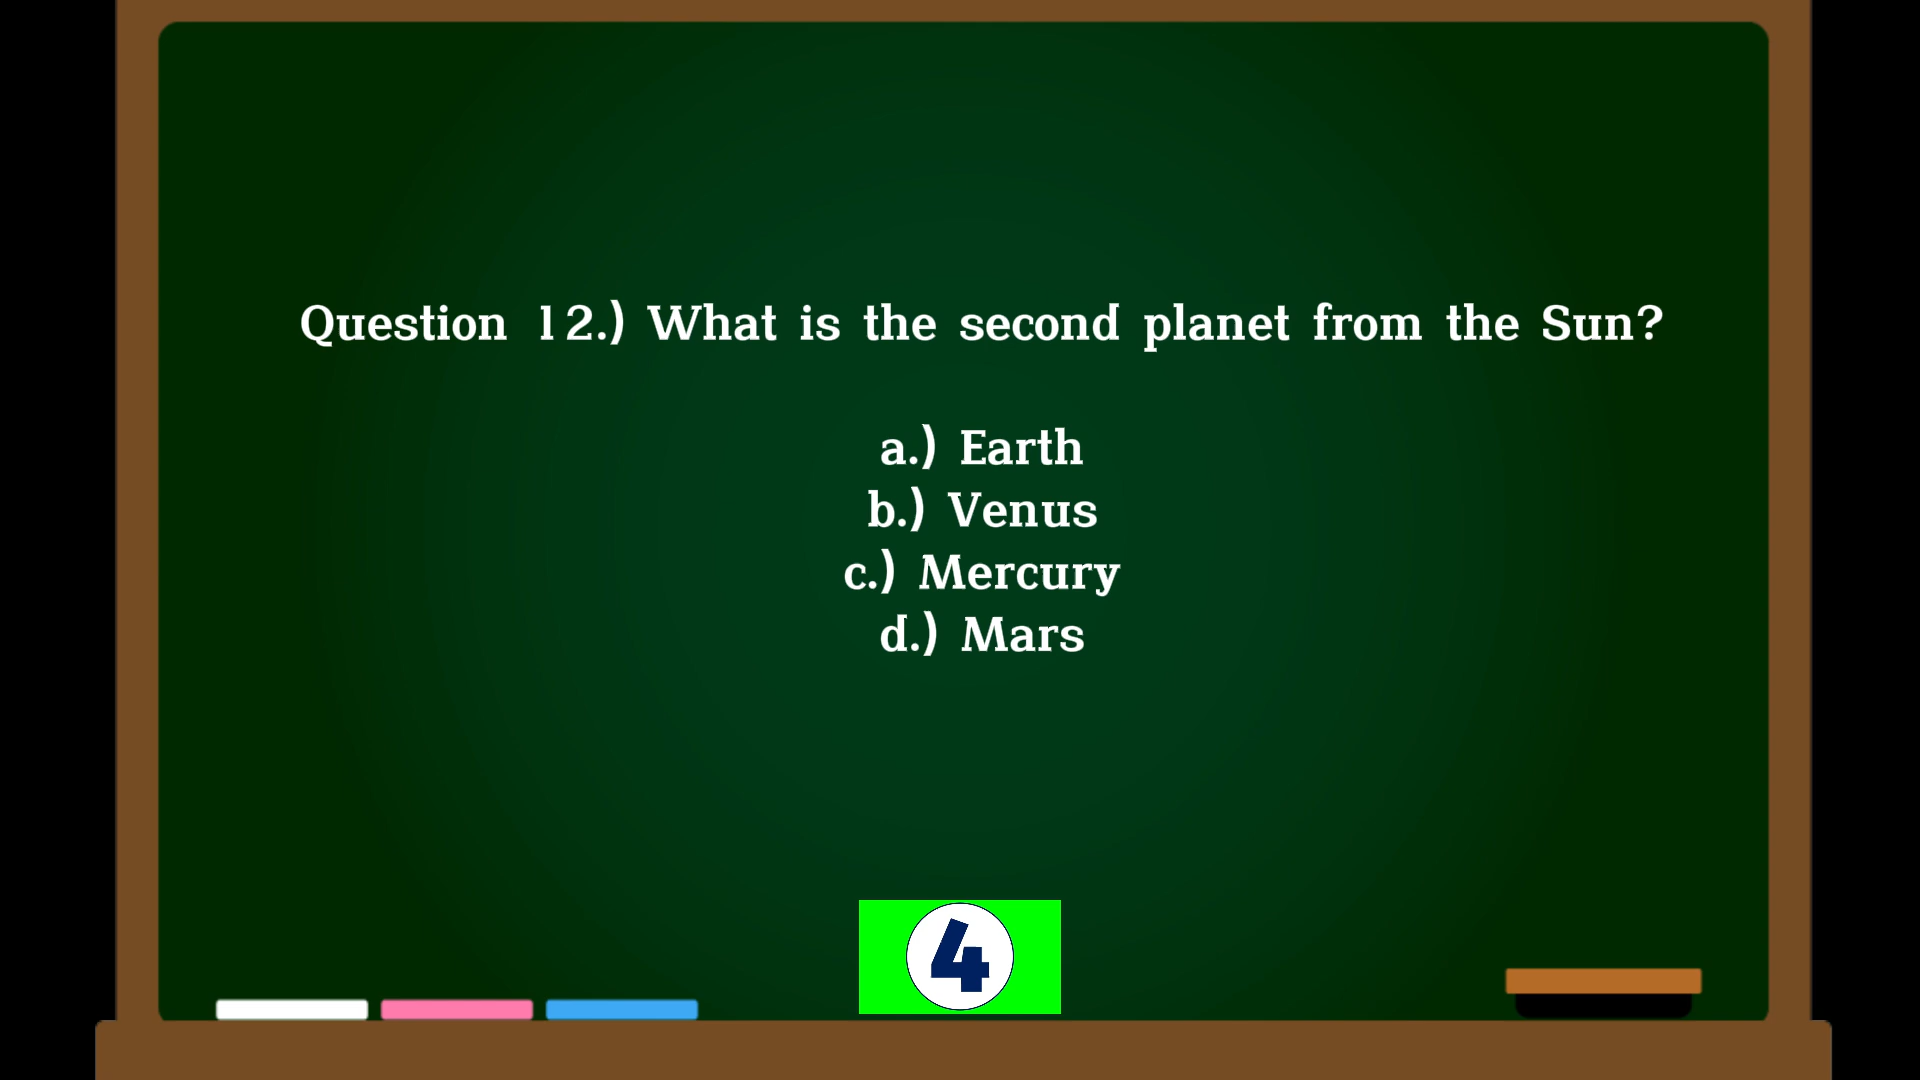 Question 12.) What is the second planet from the Sun?
a.) Earth
b.) Venus
c.) Mercury
d.) Mars
4